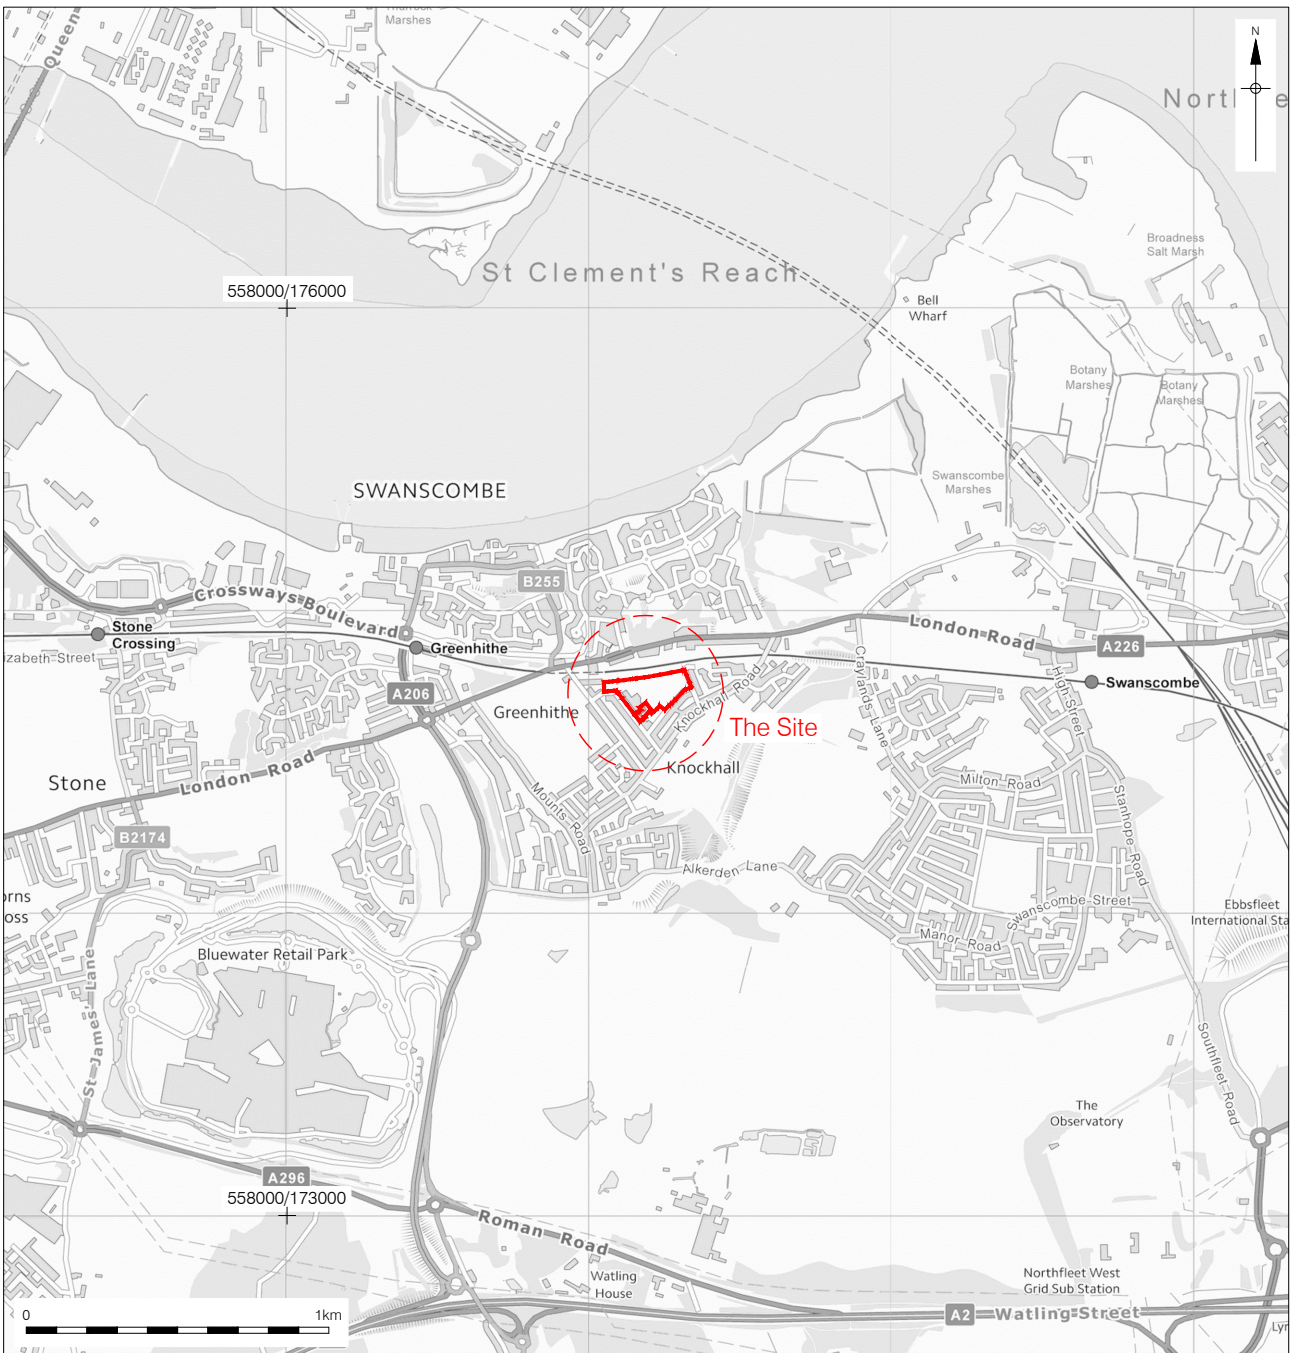 Marshes
Queen
N
Broadness
Salt Marsh
St Clement's Reach
558000/176000
Bell
Wharf
Botany
Marshes
Botany
Marshes
Swanscombe
Marshes
SWANSCOMBE
B255
Crossways Boulevard
Stone
Crossing
Greenhithe
London Road
A226
izabeth Street
Swanscombe
A206
Craylands Lane
High Street
Greenhithe
Knockhall Road
The Site
Knockhall
London Road
Stone
Milton Road
Stanhope Road
Mounts Road
B2174
Alkerden Lane
orns
oss
Swanscombe Street
Manor Road
Ebbsfleet
International Sta
Bluewater Retail Park
St James' Lane
Southfleet Road
The
Observatory
A296
558000/173000
Roman Road
Watling
House
Northfleet West
Grid Sub Station
0
1km
A2
Watling Street
Lyr